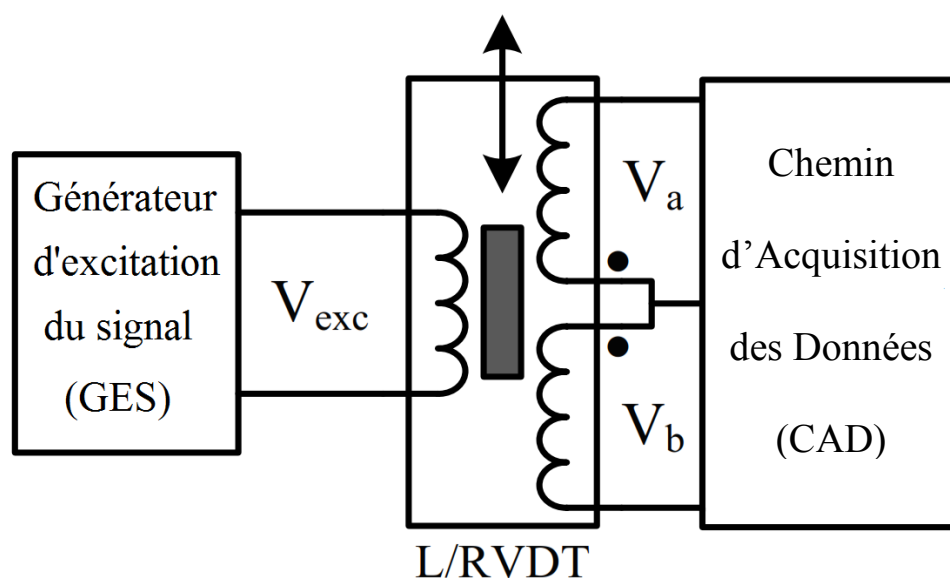 Générateur
d'excitation
du signal
(GES)
V_exc
V_a
V_b
L/RVDT
Chemin
d’Acquisition
des Données
(CAD)